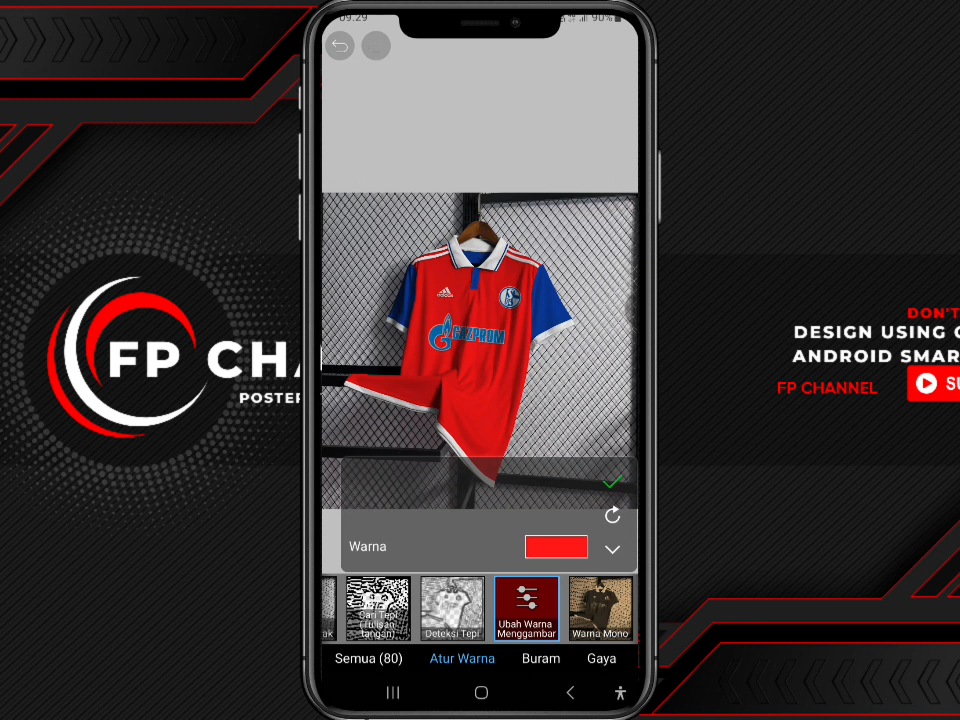 09.29
90%
adidas
GAZPROM
FP CHA
POSTER
DON'T
DESIGN USING
ANDROID SMAR
FP CHANNEL
SU
Warna
ak
Cari Tepi
(Tulisan
tangan)
Deteksi Tepi
Ubah Warna
Menggambar
Warna Mono
Semua (80)
Atur Warna
Buram
Gaya